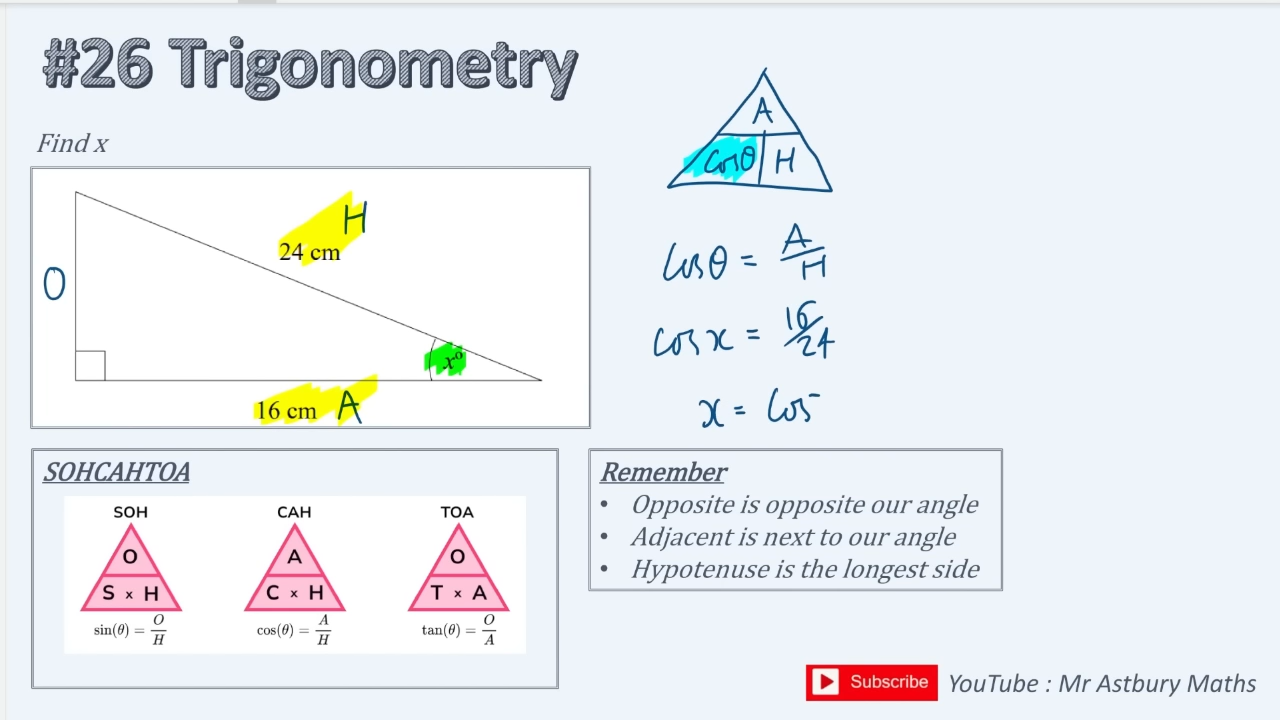 #26 Trigonometry
Find x
O
24 cm
H
x°
16 cm
A
A
cosθ
H
cosθ = A/H
cos x = 16/24
x = cos⁻
SOHCAHTOA
SOH
O
S × H
sin(θ) = O/H
CAH
A
C × H
cos(θ) = A/H
TOA
O
T × A
tan(θ) = O/A
Remember
• Opposite is opposite our angle
• Adjacent is next to our angle
• Hypotenuse is the longest side
Subscribe
YouTube : Mr Astbury Maths